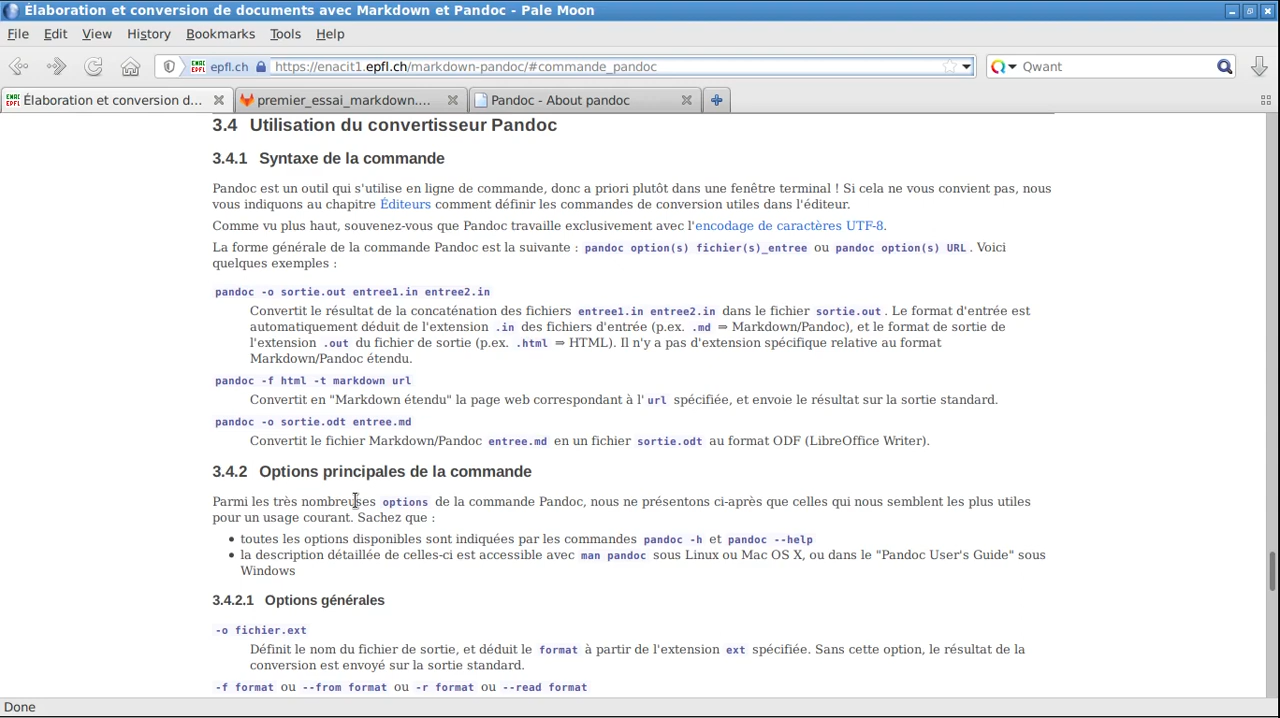 Élaboration et conversion de documents avec Markdown et Pandoc - Pale Moon
File Edit View History Bookmarks Tools Help
ENAC EPFL epfl.ch https://enacit1.epfl.ch/markdown-pandoc/#commande_pandoc Qwant
ENAC EPFL Élaboration et conversion d... premier_essai_markdown.... Pandoc - About pandoc
3.4 Utilisation du convertisseur Pandoc
3.4.1 Syntaxe de la commande
Pandoc est un outil qui s'utilise en ligne de commande, donc a priori plutôt dans une fenêtre terminal ! Si cela ne vous convient pas, nous
vous indiquons au chapitre Éditeurs comment définir les commandes de conversion utiles dans l'éditeur.
Comme vu plus haut, souvenez-vous que Pandoc travaille exclusivement avec l'encodage de caractères UTF-8.
La forme générale de la commande Pandoc est la suivante : pandoc option(s) fichier(s)_entree ou pandoc option(s) URL. Voici
quelques exemples :
pandoc -o sortie.out entree1.in entree2.in
Convertit le résultat de la concaténation des fichiers entree1.in entree2.in dans le fichier sortie.out. Le format d'entrée est
automatiquement déduit de l'extension .in des fichiers d'entrée (p.ex. .md ⇒ Markdown/Pandoc), et le format de sortie de
l'extension .out du fichier de sortie (p.ex. .html ⇒ HTML). Il n'y a pas d'extension spécifique relative au format
Markdown/Pandoc étendu.
pandoc -f html -t markdown url
Convertit en "Markdown étendu" la page web correspondant à l'url spécifiée, et envoie le résultat sur la sortie standard.
pandoc -o sortie.odt entree.md
Convertit le fichier Markdown/Pandoc entree.md en un fichier sortie.odt au format ODF (LibreOffice Writer).
3.4.2 Options principales de la commande
Parmi les très nombreuses options de la commande Pandoc, nous ne présentons ci-après que celles qui nous semblent les plus utiles
pour un usage courant. Sachez que :
• toutes les options disponibles sont indiquées par les commandes pandoc -h et pandoc --help
• la description détaillée de celles-ci est accessible avec man pandoc sous Linux ou Mac OS X, ou dans le "Pandoc User's Guide" sous
Windows
3.4.2.1 Options générales
-o fichier.ext
Définit le nom du fichier de sortie, et déduit le format à partir de l'extension ext spécifiée. Sans cette option, le résultat de la
conversion est envoyé sur la sortie standard.
-f format ou --from format ou -r format ou --read format
Done